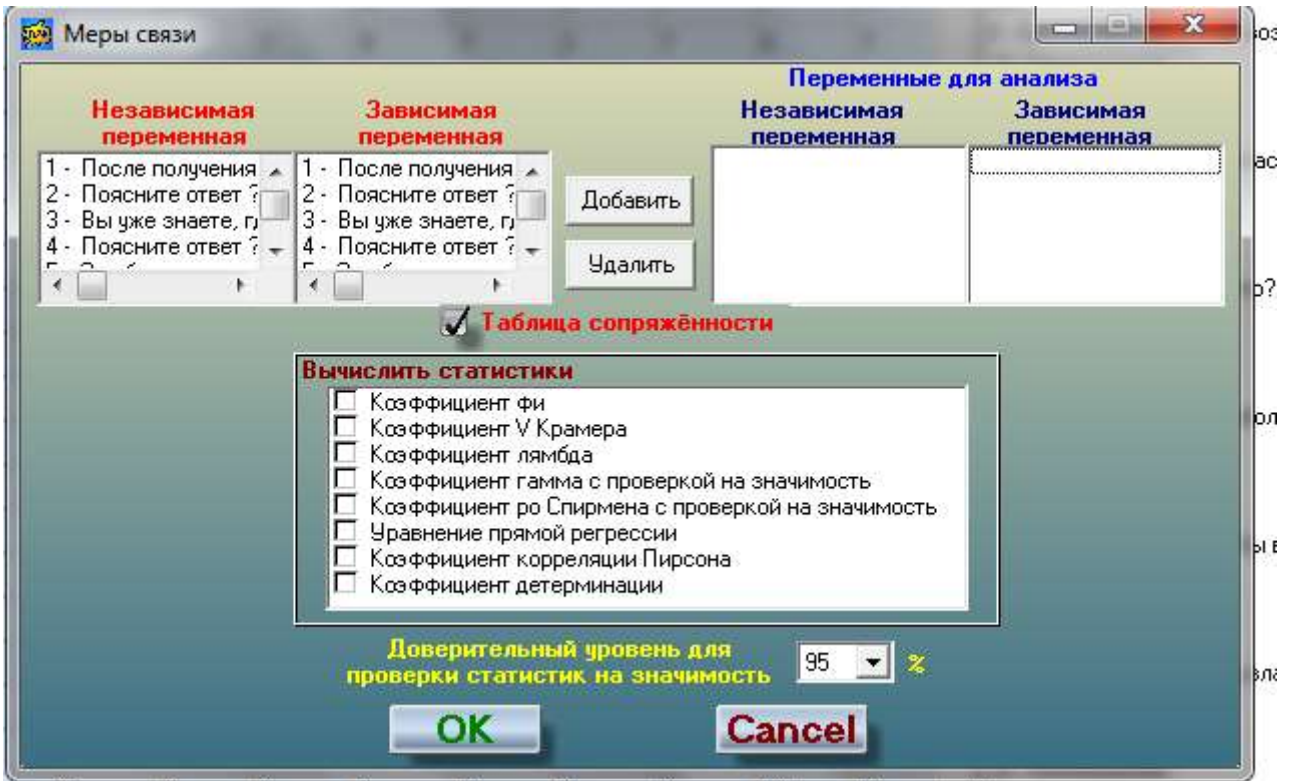 Меры связи
Переменные для анализа
Независимая переменная
Зависимая переменная
Независимая переменная
Зависимая переменная
1 - После получения
2 - Поясните ответ ?
3 - Вы уже знаете,
4 - Поясните ответ ?
1 - После получения
2 - Поясните ответ ?
3 - Вы уже знаете,
4 - Поясните ответ ?
Добавить
Удалить
Таблица сопряжённости
Вычислить статистики
Коэффициент фи
Коэффициент V Крамера
Коэффициент лямбда
Коэффициент гамма с проверкой на значимость
Коэффициент ро Спирмена с проверкой на значимость
Уравнение прямой регрессии
Коэффициент корреляции Пирсона
Коэффициент детерминации
Доверительный уровень для
проверки статистик на значимость
95 %
OK
Cancel